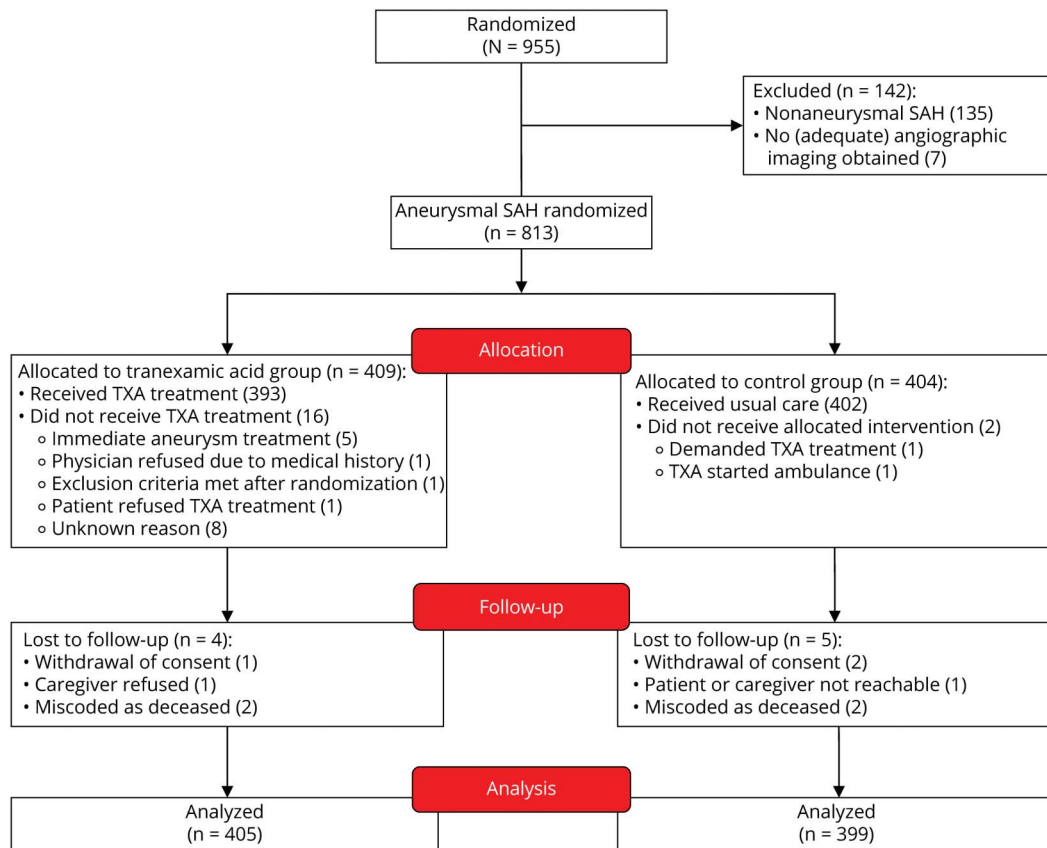 Randomized
(N = 955)
Excluded (n = 142):
• Nonaneurysmal SAH (135)
• No (adequate) angiographic
imaging obtained (7)
Aneurysmal SAH randomized
(n = 813)
Allocation
Allocated to tranexamic acid group (n = 409):
• Received TXA treatment (393)
• Did not receive TXA treatment (16)
o Immediate aneurysm treatment (5)
o Physician refused due to medical history (1)
o Exclusion criteria met after randomization (1)
o Patient refused TXA treatment (1)
o Unknown reason (8)
Allocated to control group (n = 404):
• Received usual care (402)
• Did not receive allocated intervention (2)
o Demanded TXA treatment (1)
o TXA started ambulance (1)
Follow-up
Lost to follow-up (n = 4):
• Withdrawal of consent (1)
• Caregiver refused (1)
• Miscoded as deceased (2)
Lost to follow-up (n = 5):
• Withdrawal of consent (2)
• Patient or caregiver not reachable (1)
• Miscoded as deceased (2)
Analysis
Analyzed
(n = 405)
Analyzed
(n = 399)